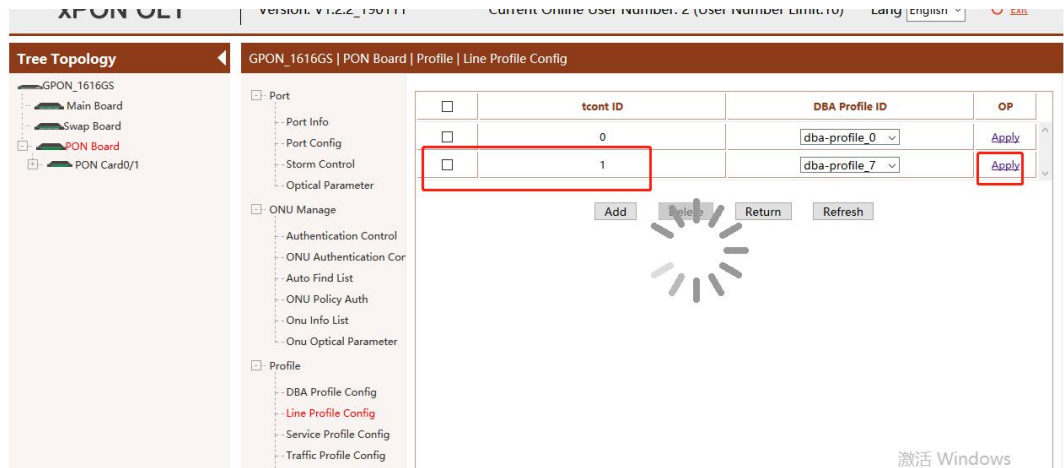 xPON OLT Version: V1.2.2_190111 Current Online User Number: 2 (User Number Limit:10) Lang English Exit
Tree Topology
GPON_1616GS | PON Board | Profile | Line Profile Config
GPON_1616GS
Main Board
Swap Board
PON Board
PON Card0/1
Port
Port Info
Port Config
Storm Control
Optical Parameter
ONU Manage
Authentication Control
ONU Authentication Cor
Auto Find List
ONU Policy Auth
Onu Info List
Onu Optical Parameter
Profile
DBA Profile Config
Line Profile Config
Service Profile Config
Traffic Profile Config
tcont ID DBA Profile ID OP
0 dba-profile_0 Apply
1 dba-profile_7 Apply
Add Delete Return Refresh
激活 Windows